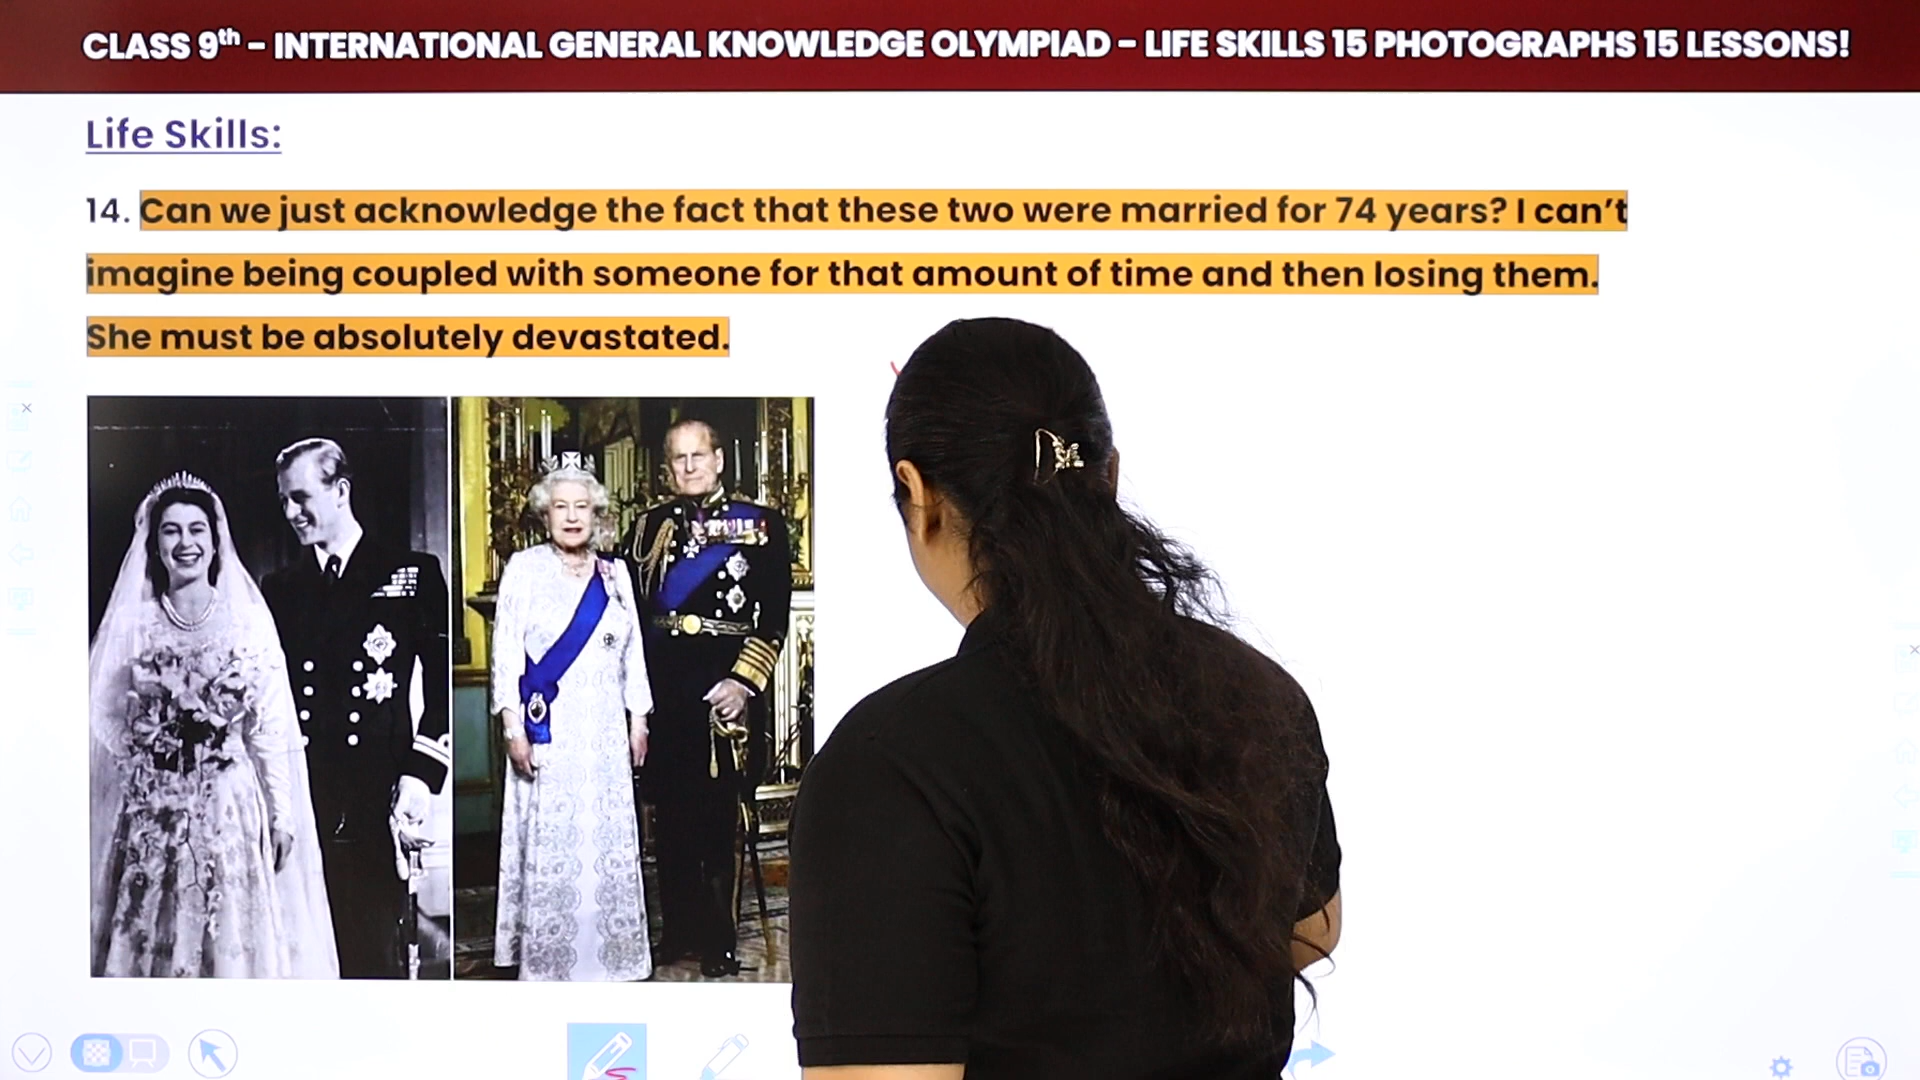 CLASS 9th – INTERNATIONAL GENERAL KNOWLEDGE OLYMPIAD – LIFE SKILLS 15 PHOTOGRAPHS 15 LESSONS!
Life Skills:
14. Can we just acknowledge the fact that these two were married for 74 years? I can’t
imagine being coupled with someone for that amount of time and then losing them.
She must be absolutely devastated.